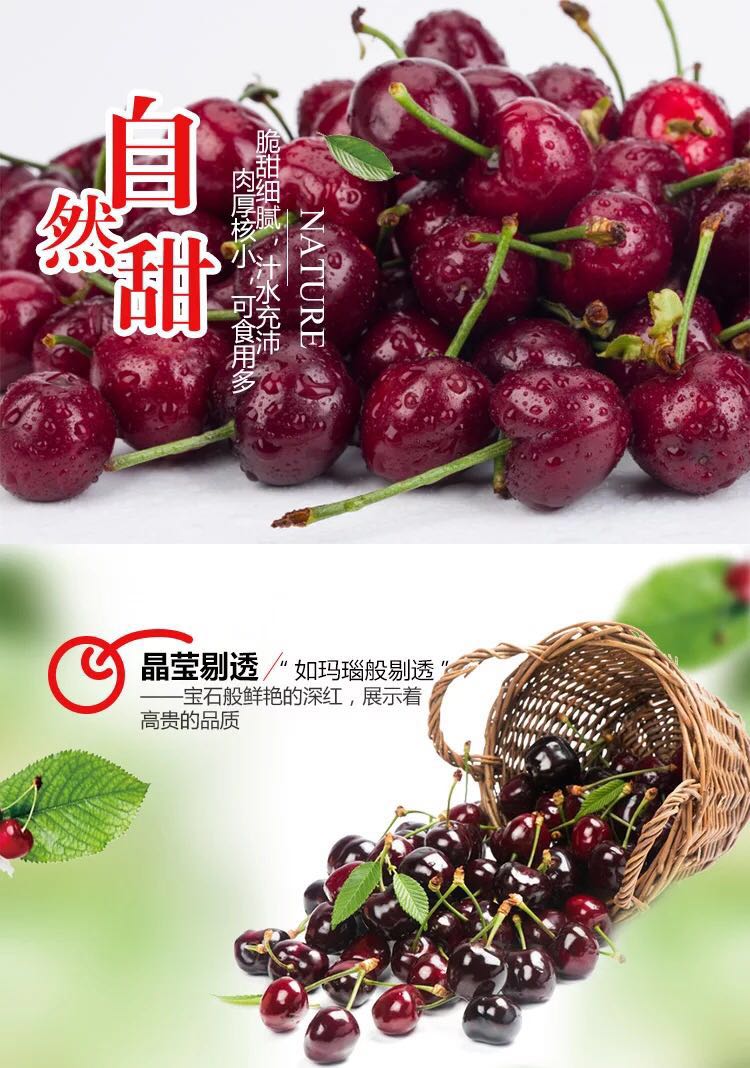 自然甜
NATURE
脆甜细腻，汁水充沛
肉厚核小，可食用多
晶莹剔透/“如玛瑙般剔透”
——宝石般鲜艳的深红，展示着
高贵的品质